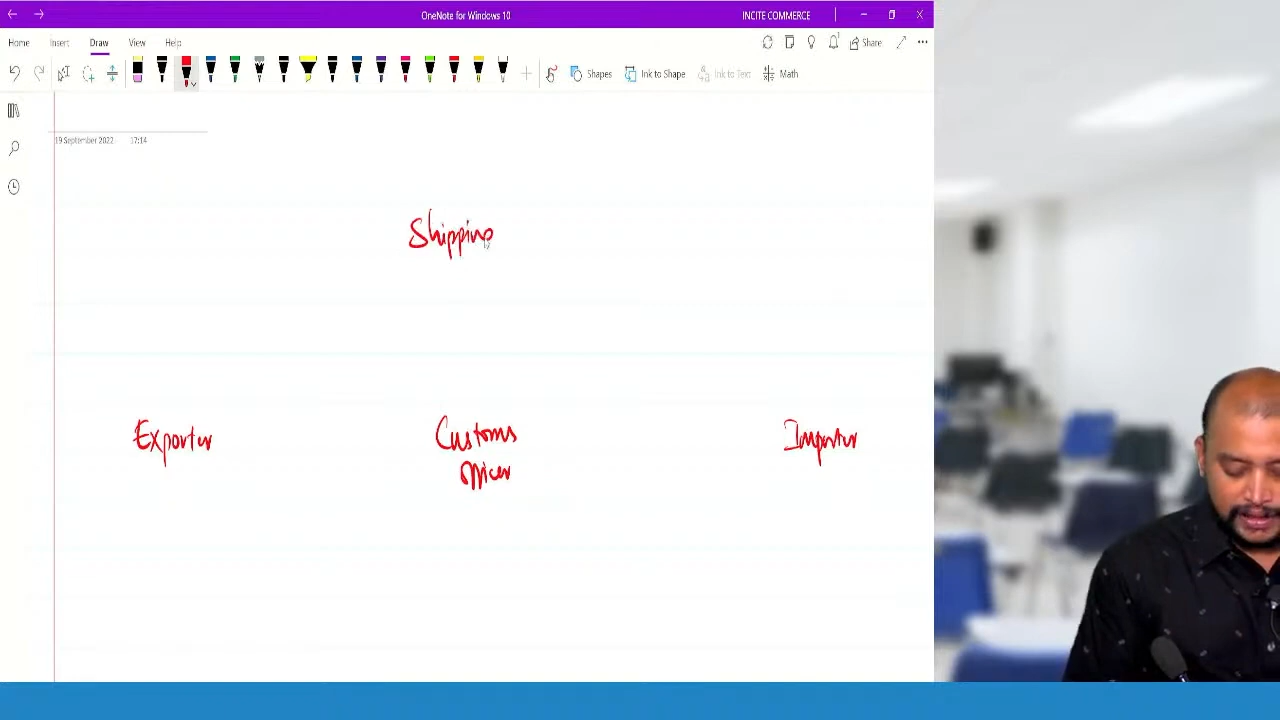 OneNote for Windows 10
INCITE COMMERCE
Home Insert Draw View Help
Share
Shapes Ink to Shape Ink to Text Math
19 September 2022 17:14
Shipping
Exporter Customs Importer
officer